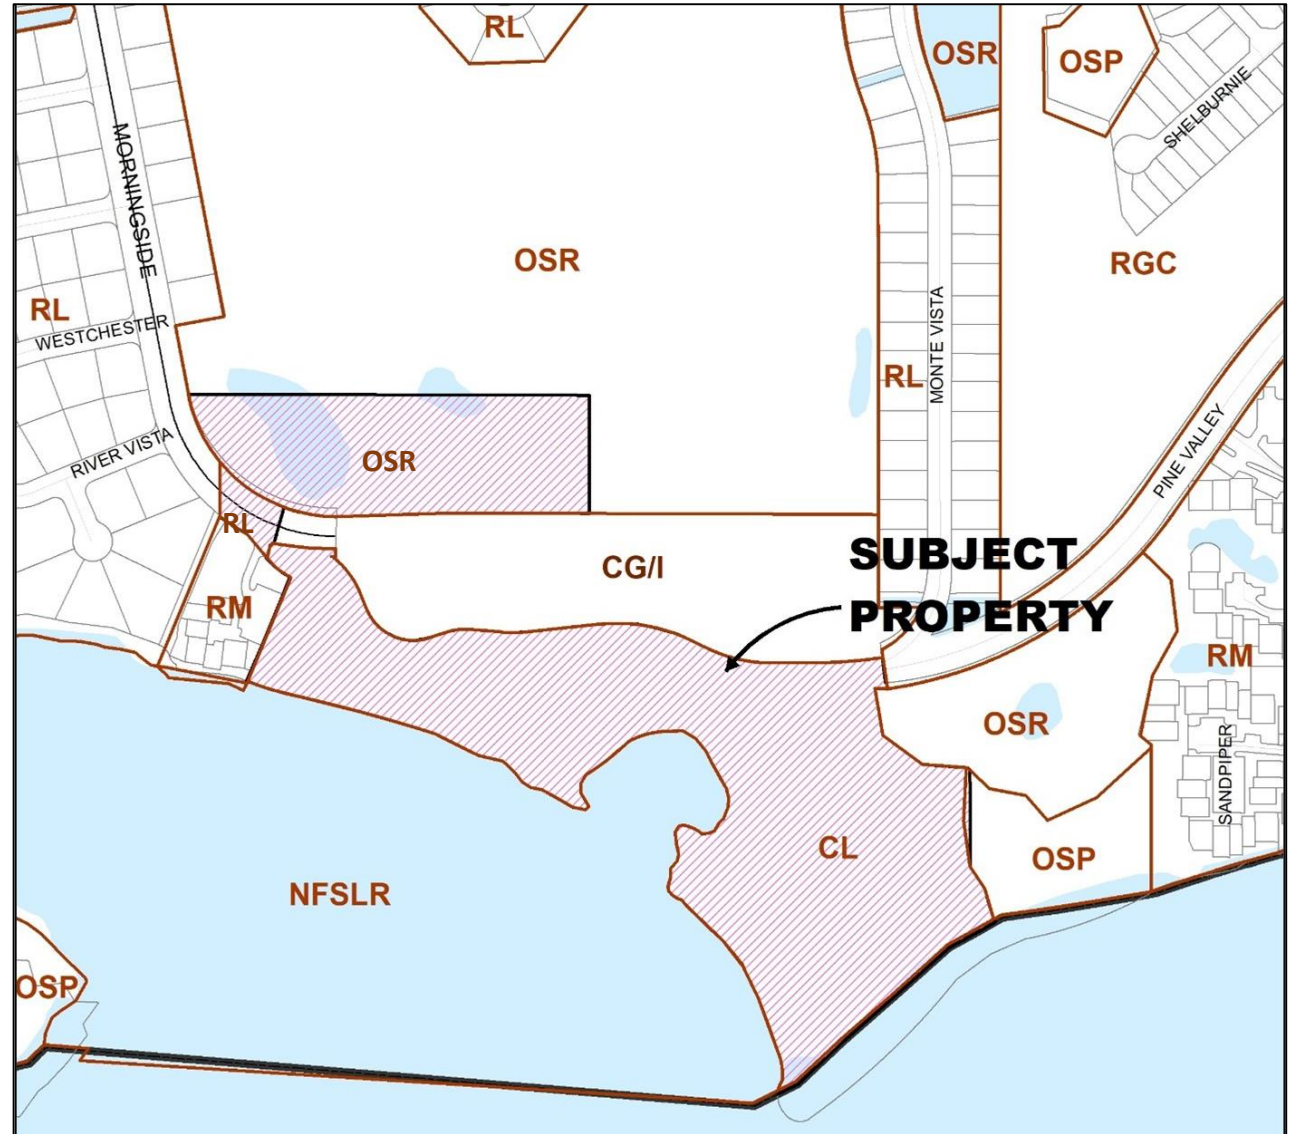 RL
OSR
OSP
SHELBURNIE
MORNINGSIDE
OSR
RGC
RL
WESTCHESTER
MONTE VISTA
RL
RIVER VISTA
OSR
PINE VALLEY
RL
CG/I
SUBJECT
PROPERTY
RM
RM
OSR
SANDPIPER
CL
OSP
NFSLR
OSP